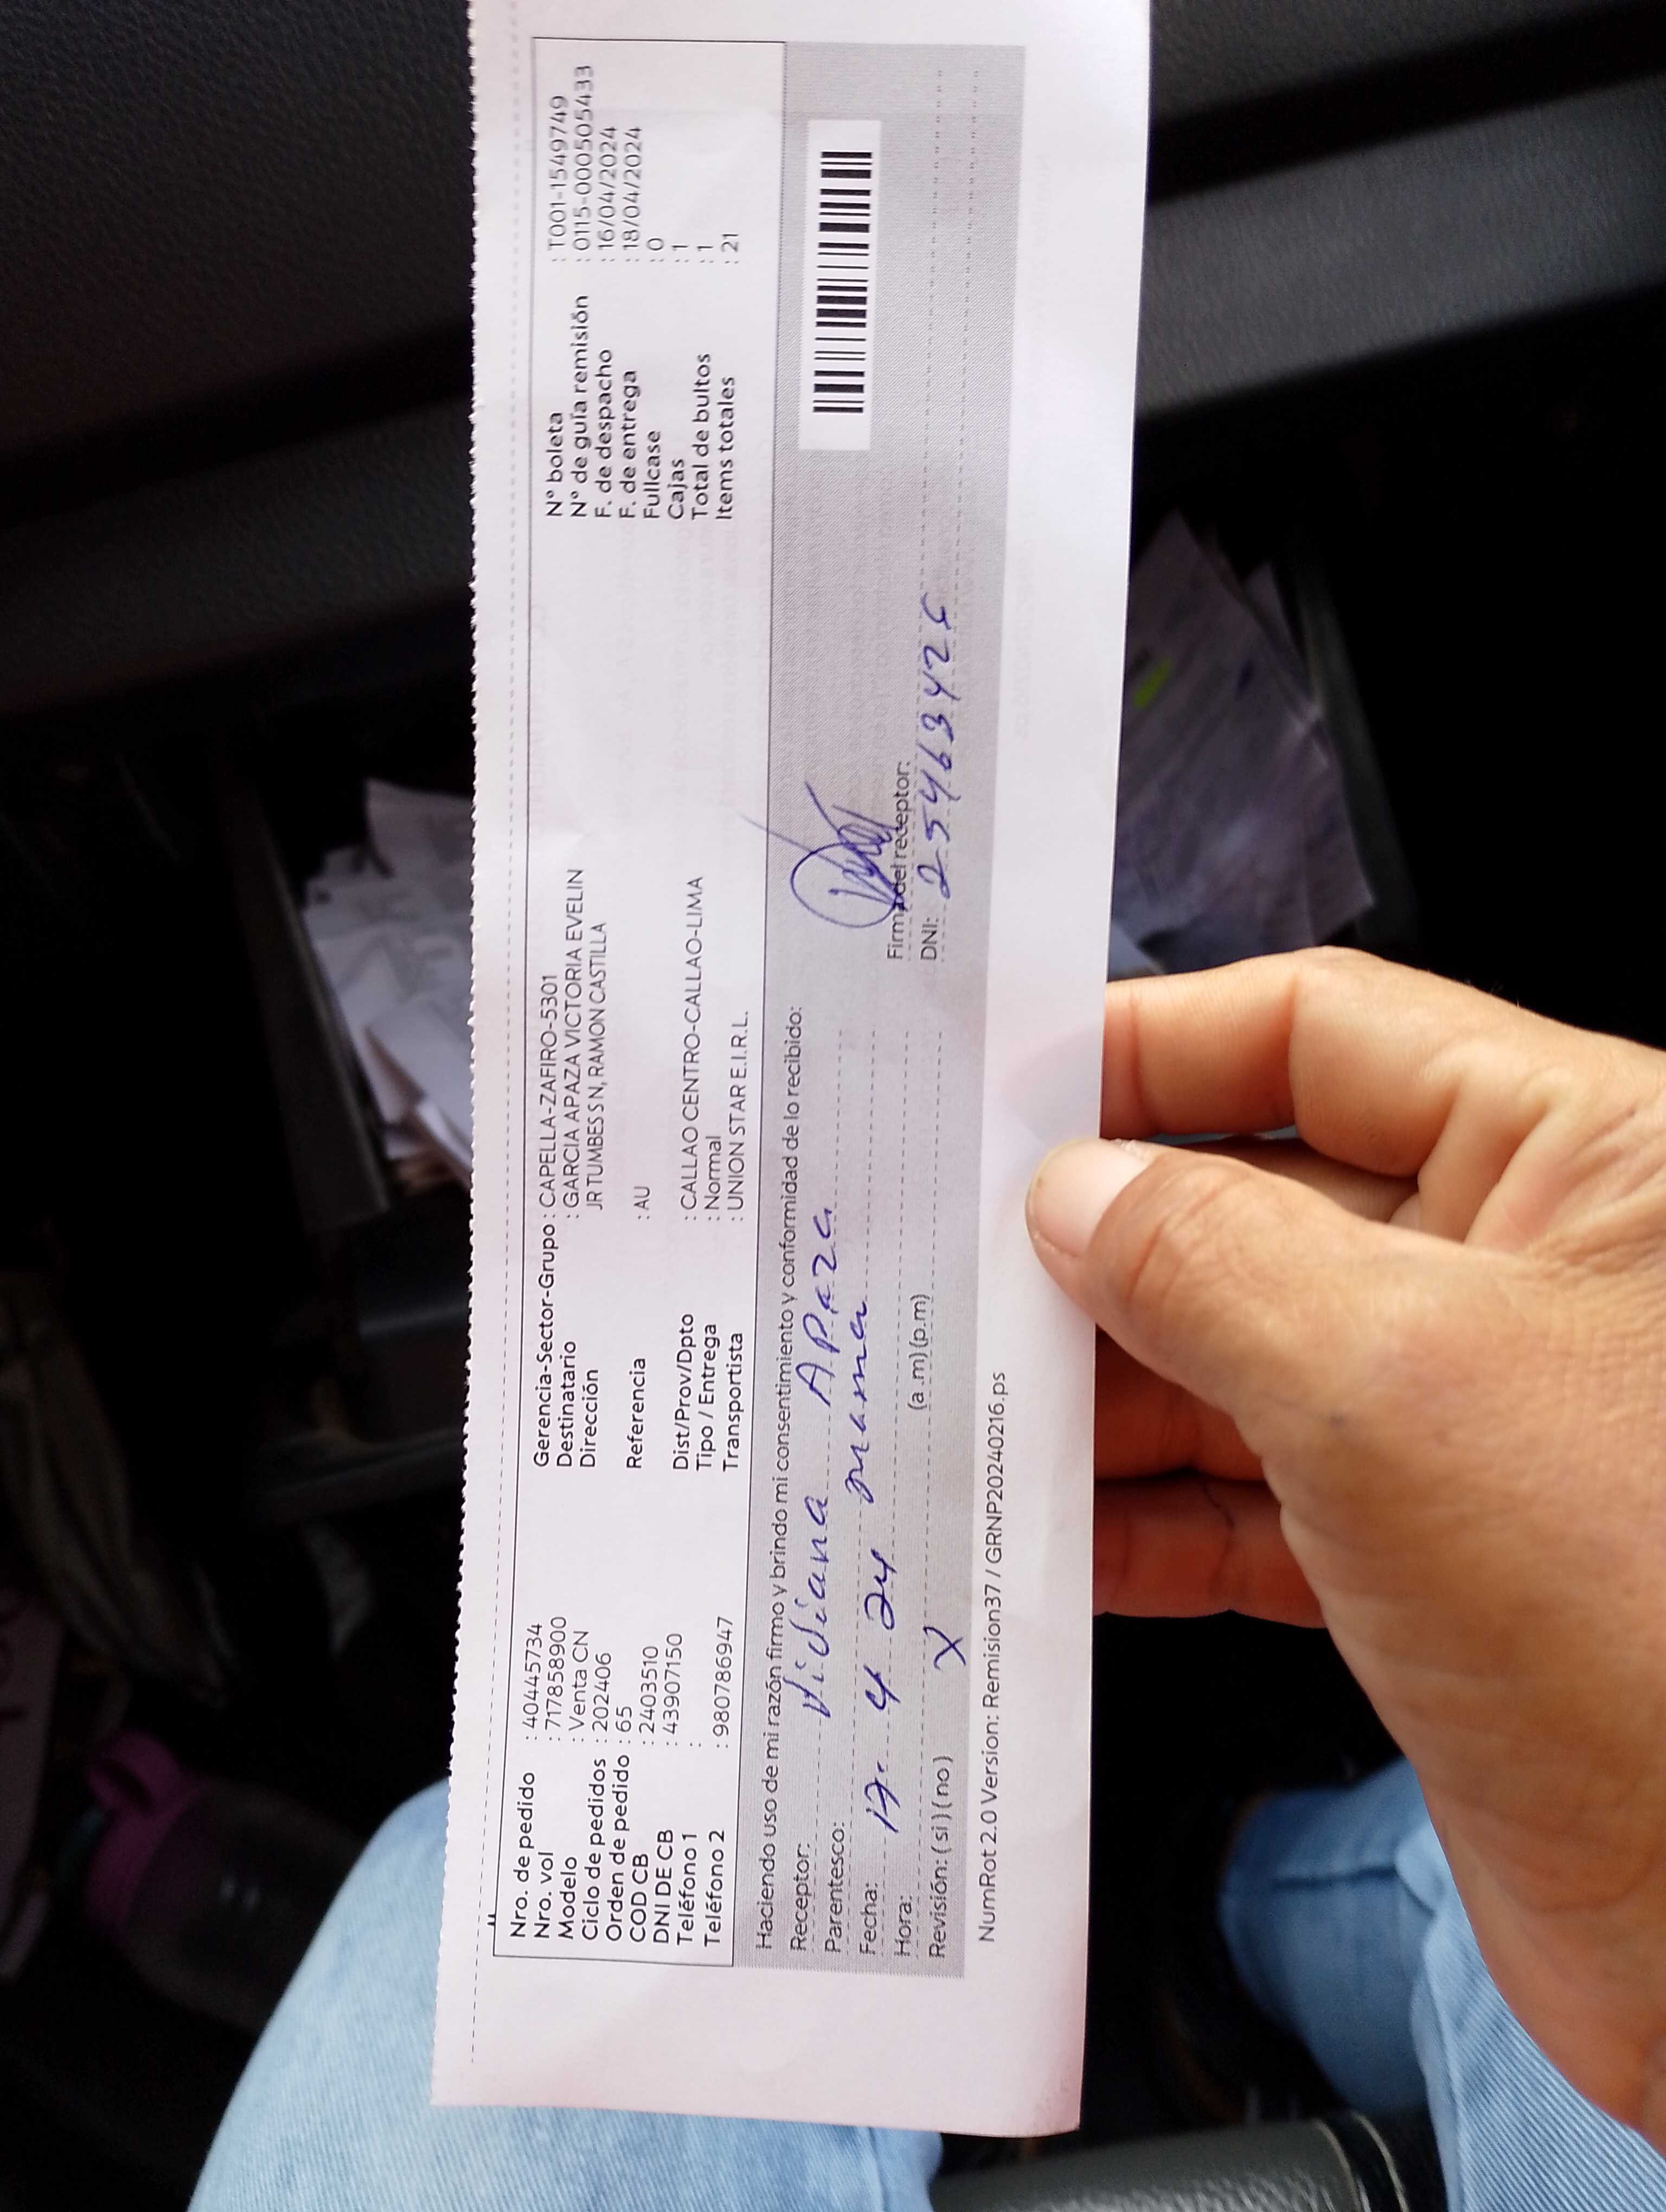 Nro. de pedido : 40445734
Nro. vol : 717858900
Modelo : Venta CN
Ciclo de pedidos : 202406
Orden de pedido : 65
COD CB : 2403510
DNI DE CB : 43907150
Teléfono 1 :
Teléfono 2 : 980786947
Gerencia-Sector-Grupo : CAPELLA-ZAFIRO-5301
Destinatario : GARCIA APAZA VICTORIA EVELIN
Dirección JR TUMBES S N, RAMON CASTILLA
Referencia : AU
Dist/Prov/Dpto : CALLAO CENTRO-CALLAO-LIMA
Tipo / Entrega : Normal
Transportista : UNION STAR E.I.R.L.
N° boleta : T001-1549749
N° de guía remisión : 0115-0005054 33
F. de despacho : 16/04/2024
F. de entrega : 18/04/2024
Fullcase : 0
Cajas : 1
Total de bultos : 1
Items totales : 21
Haciendo uso de mi razón firmo y brindo mi consentimiento y conformidad de lo recibido:
Receptor: Viviana APaza
Parentesco: mama
Fecha: 17. 4 24
Hora: (a .m) (p.m)
Revisión: ( si ) ( no ) X
Firma del receptor:
DNI: 2546342
NumRot 2.0 Version: Remision37 / GRNP20240216.ps